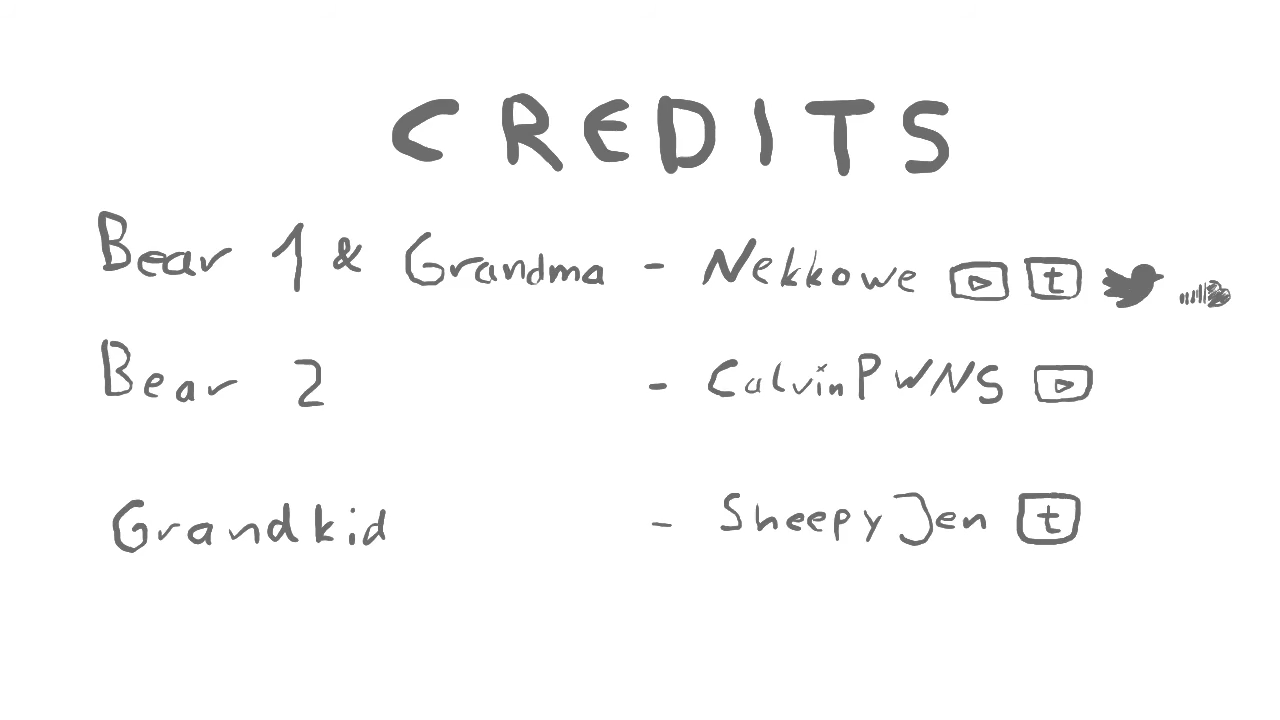 CREDITS
Bear 1 & Grandma - Nekkowe t
Bear 2 - CalvinPWNS
Grandkid - SheepyJen t